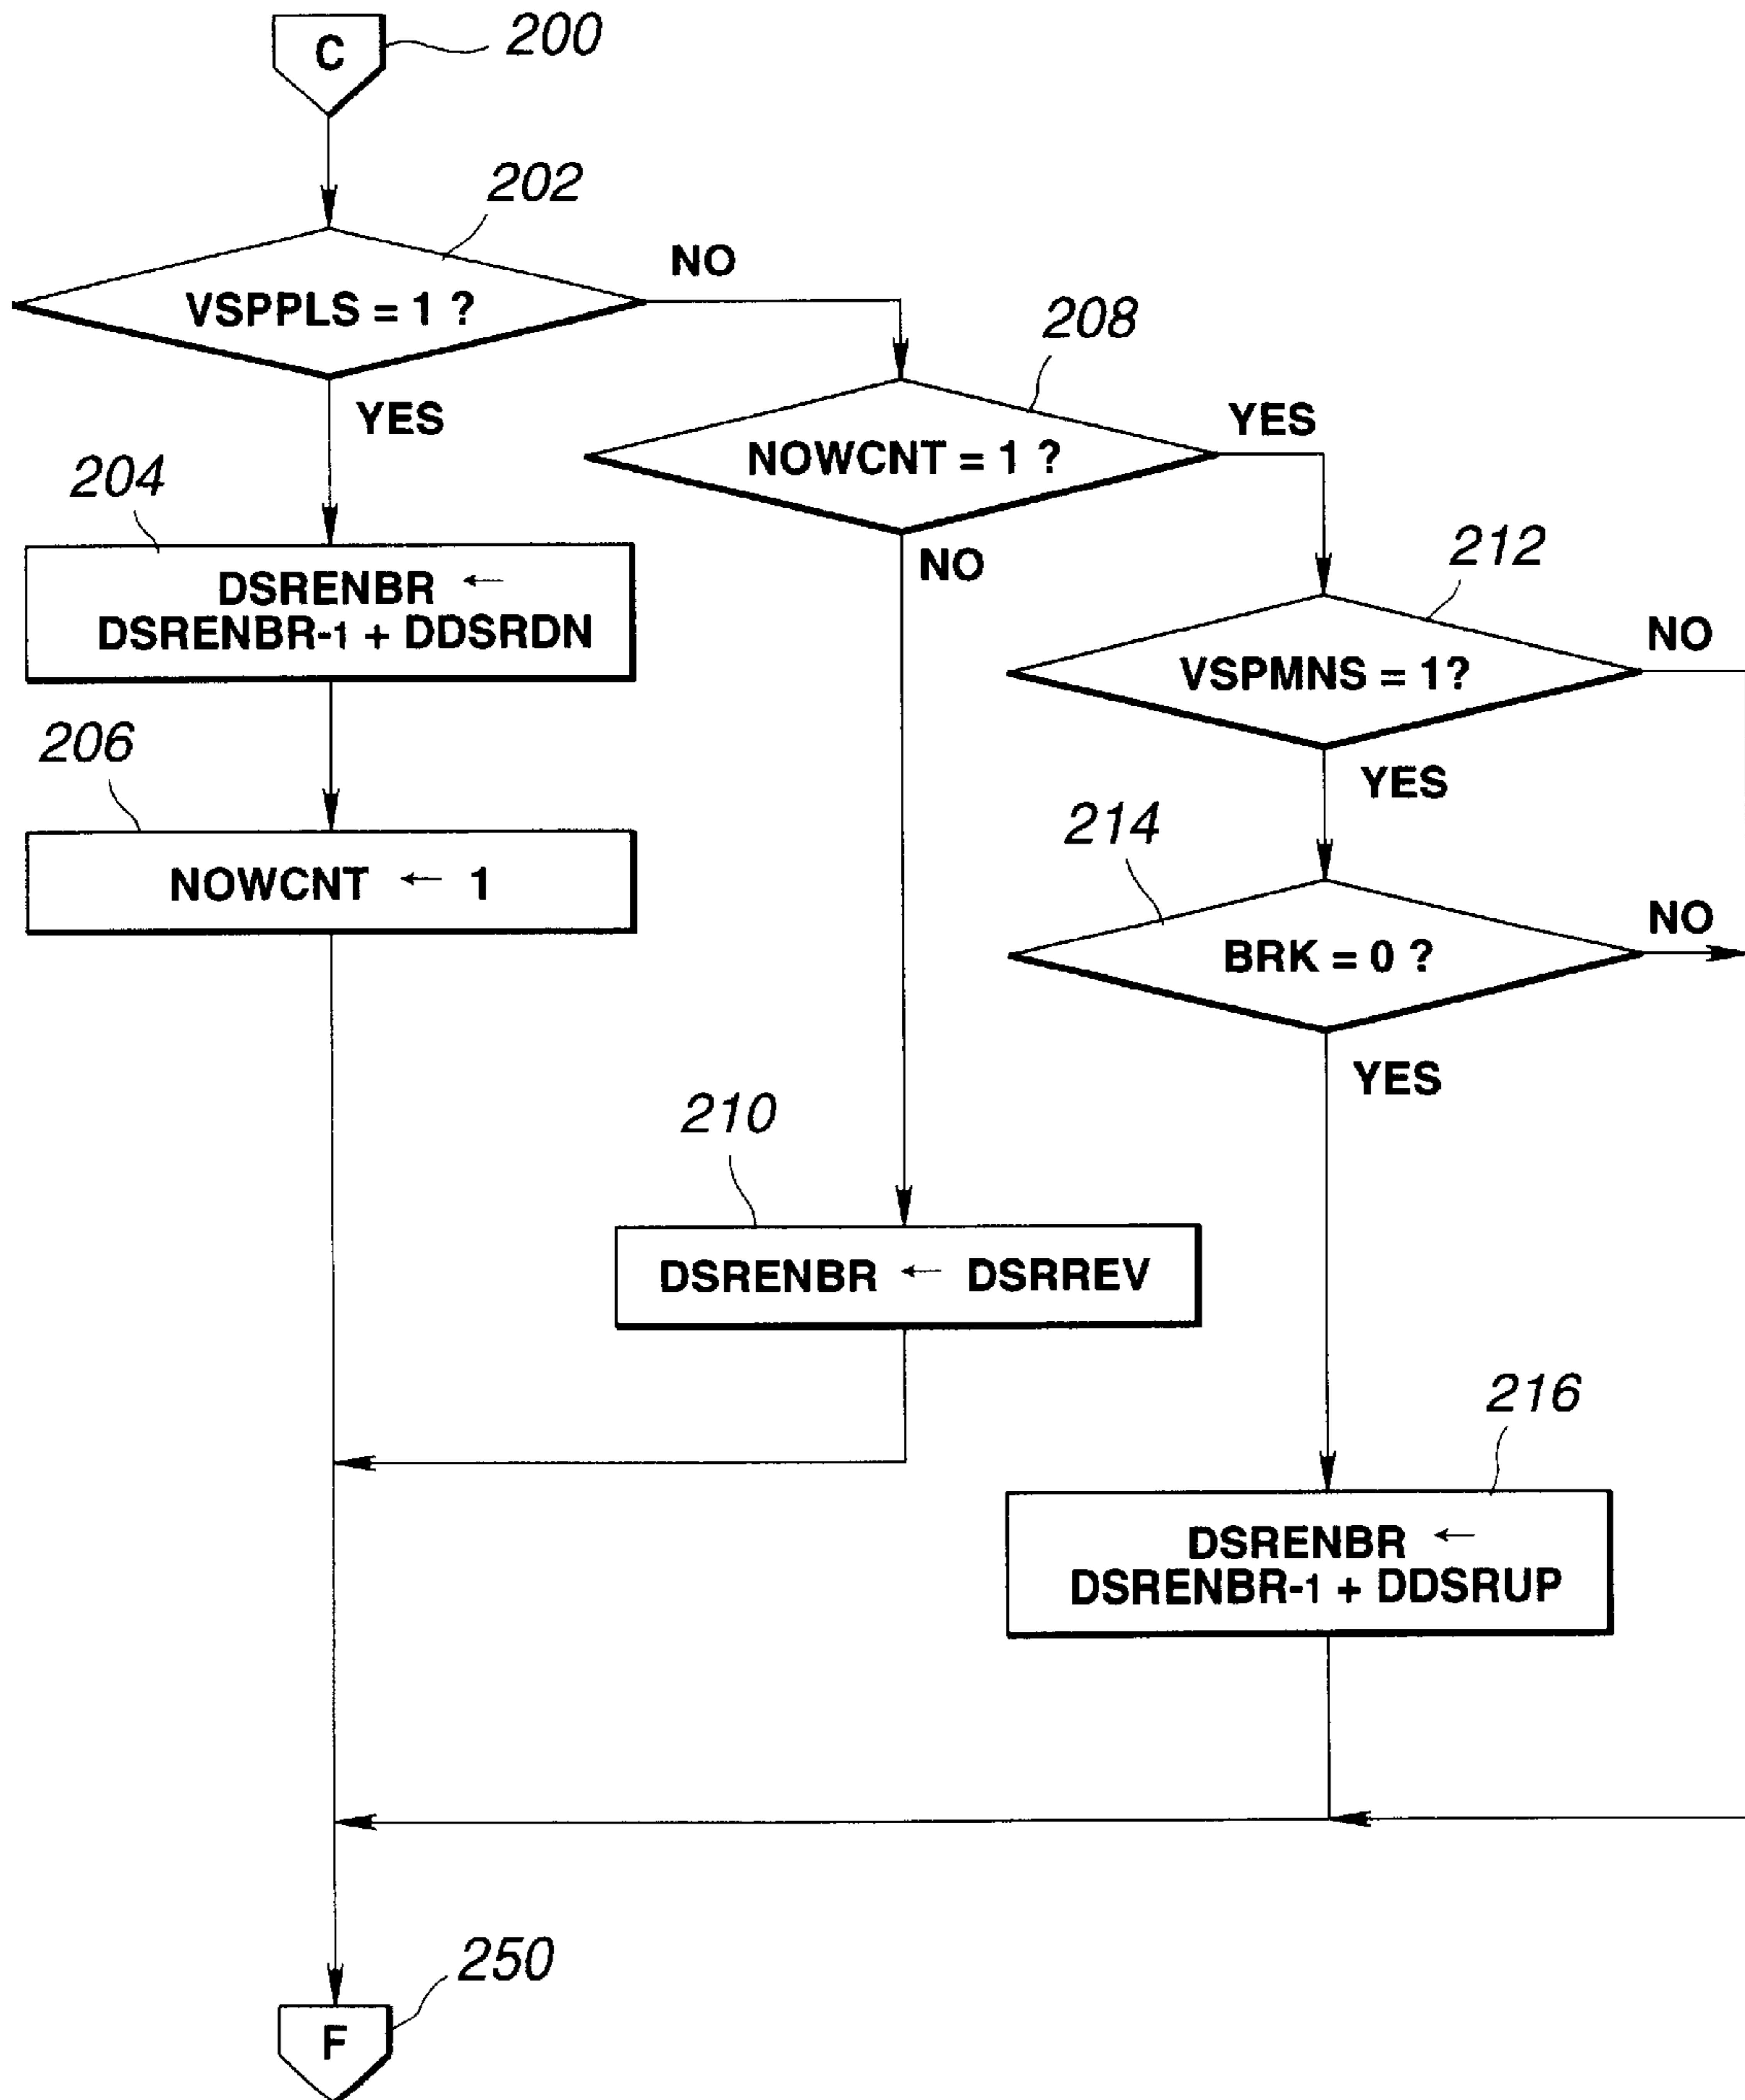 C
200
202
VSPPLS = 1 ?
NO
YES
208
NOWCNT = 1 ?
YES
NO
204
DSRENBR ←
DSRENBR-1 + DDSRDN
212
VSPMNS = 1?
NO
YES
206
NOWCNT ← 1
214
BRK = 0 ?
NO
YES
210
DSRENBR ← DSRREV
216
DSRENBR ←
DSRENBR-1 + DDSRUP
250
F